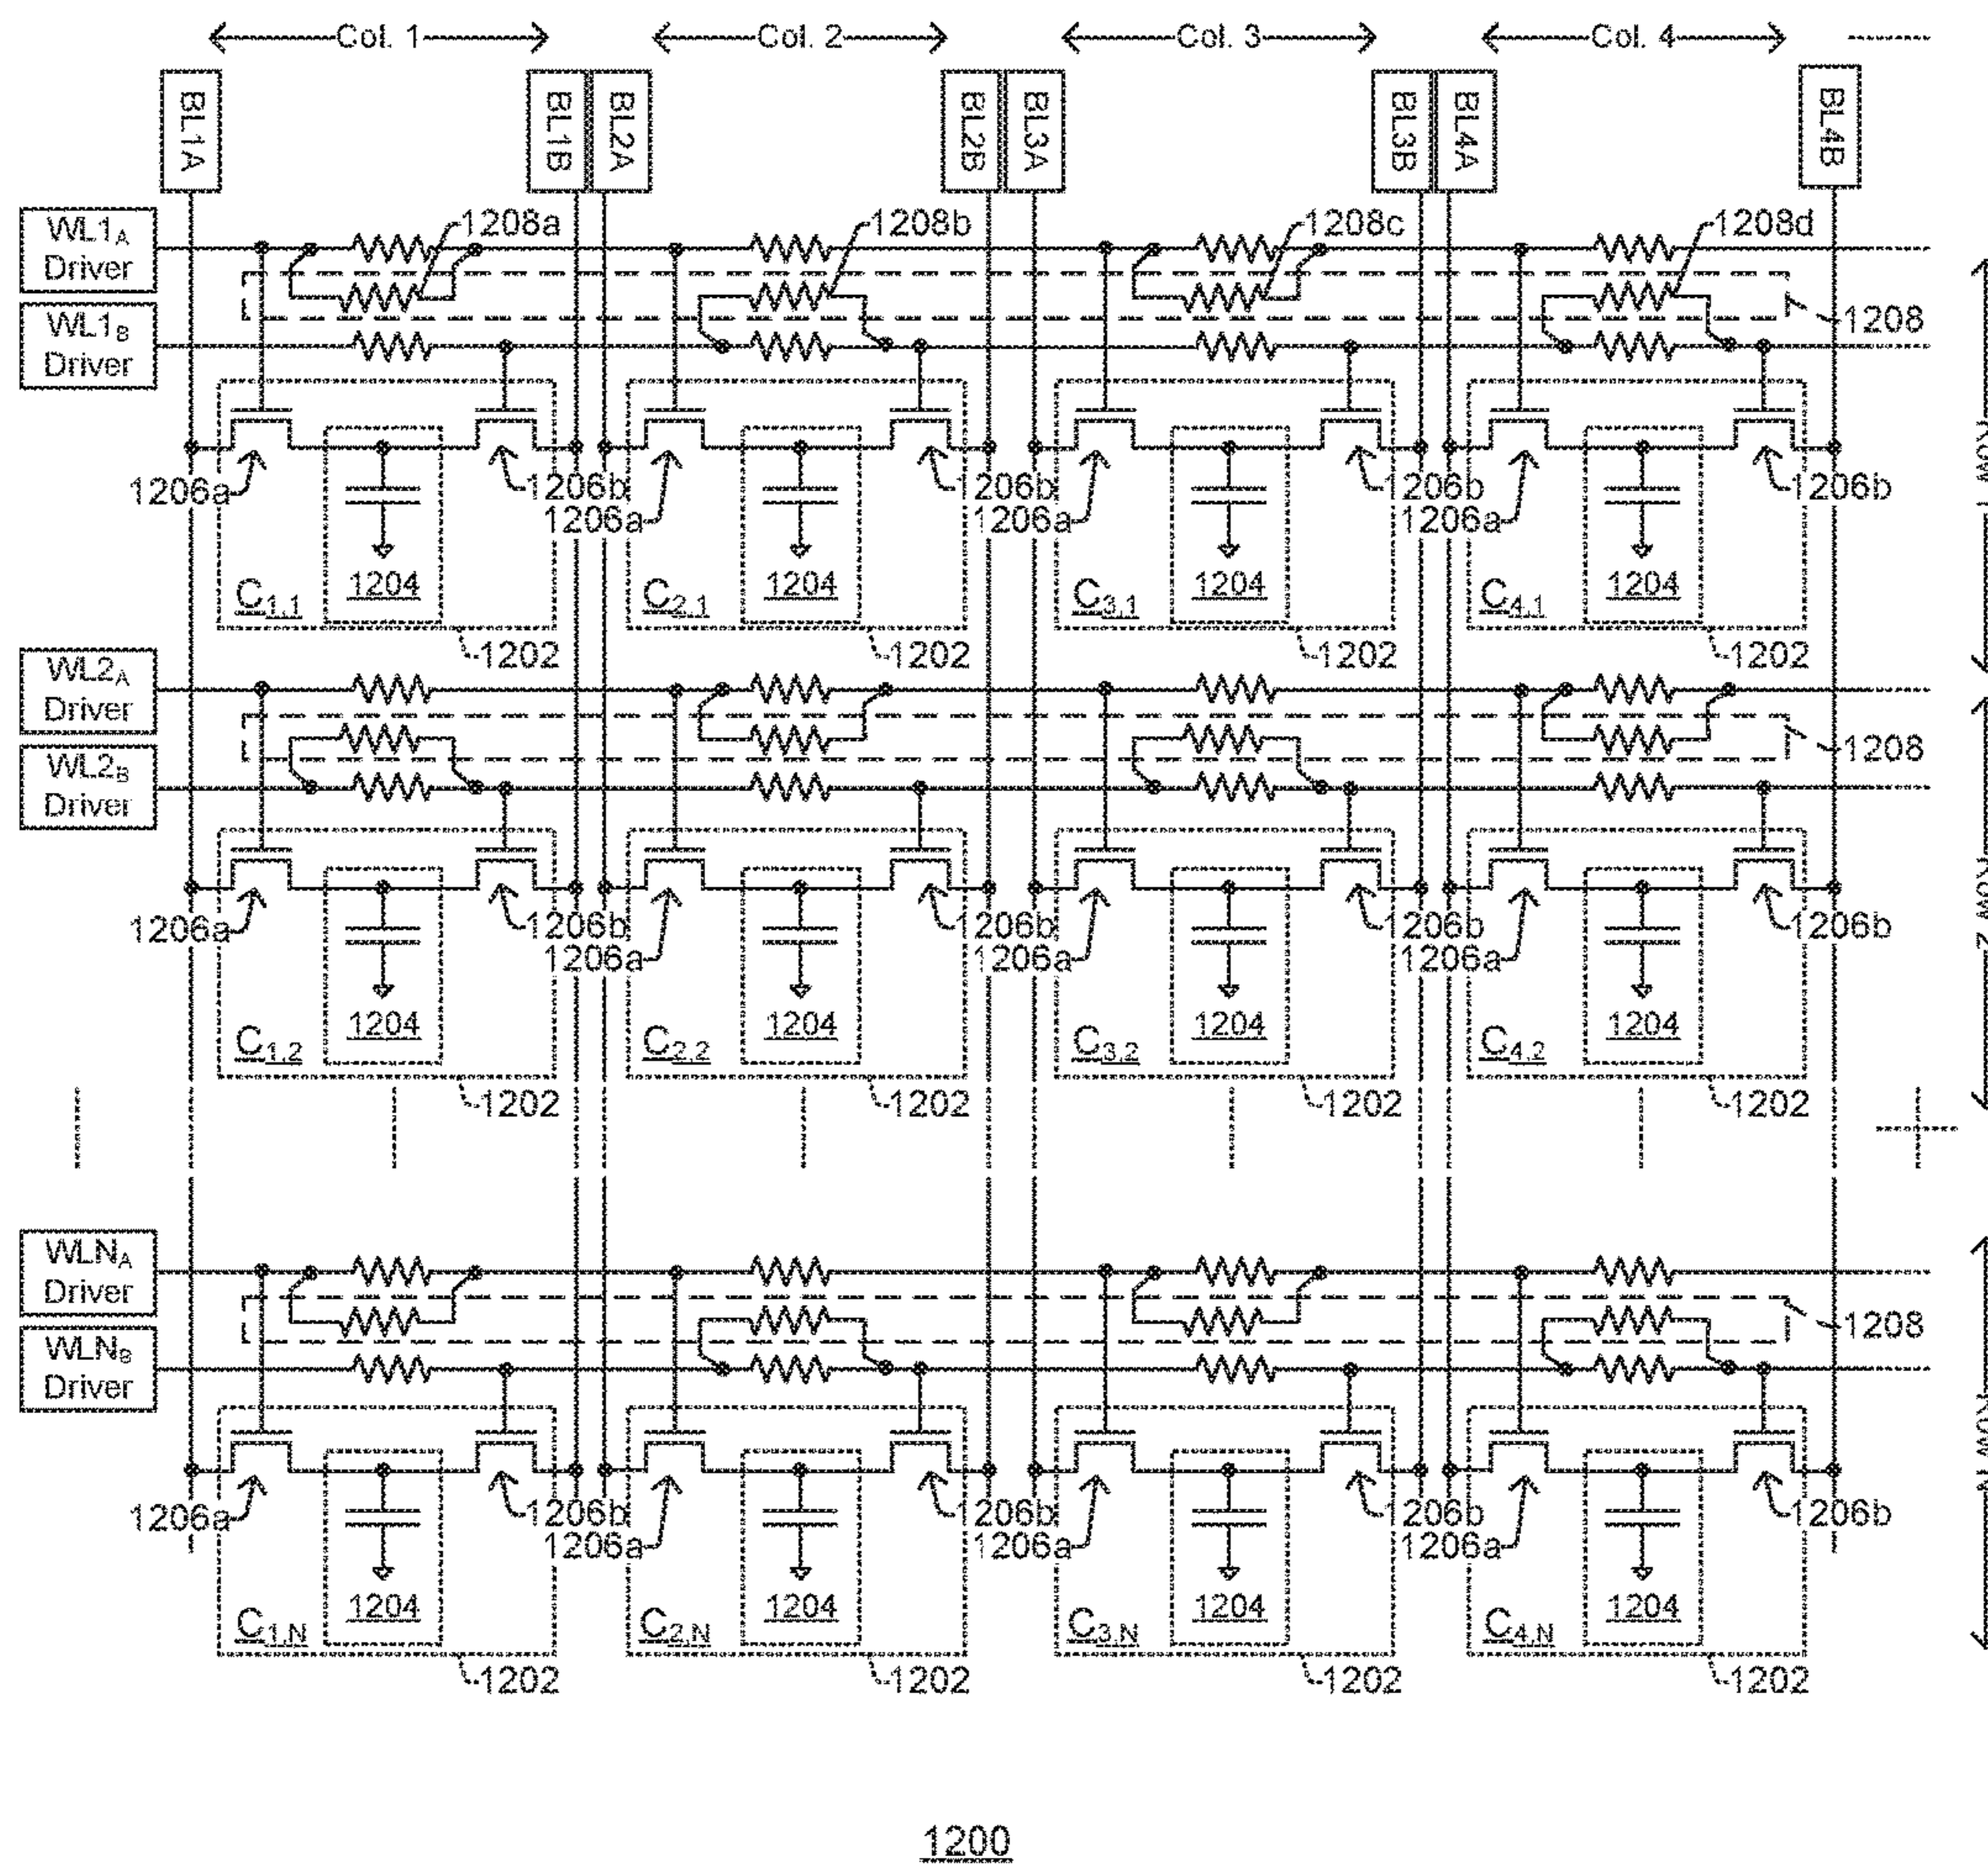 Col. 1 Col. 2 Col. 3 Col. 4
BL1A BL1B BL2A BL2B BL3A BL3B BL4A BL4B
1208a 1208b 1208c 1208d
WL1A
Driver
1208
WL1B
Driver
1206a 1206b 1206b 1206b 1206b
1206a 1206a 1206a
C1,1 1204 C2,1 1204 C3,1 1204 C4,1 1204
1202 1202 1202 1202
WL2A
Driver
1208
WL2B
Driver
1206a 1206b 1206b 1206b 1206b
1206a 1206a 1206a
Row 2
C1,2 1204 C2,2 1204 C3,2 1204 C4,2 1204
1202 1202 1202 1202
WLNA
Driver
1208
WLNB
Driver
1206a 1206b 1206b 1206b 1206b
1206a 1206a 1206a
C1,N 1204 C2,N 1204 C3,N 1204 C4,N 1204
1202 1202 1202 1202
1200